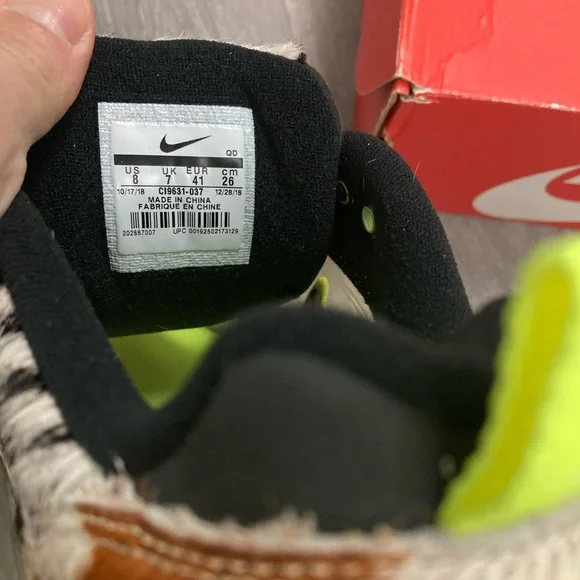 QD
US UK EUR cm
8 7 41 26
10/17/18 CI9631-037 12/28/18
MADE IN CHINA
FABRIQUE EN CHINE
202557007 UPC 00192502173129